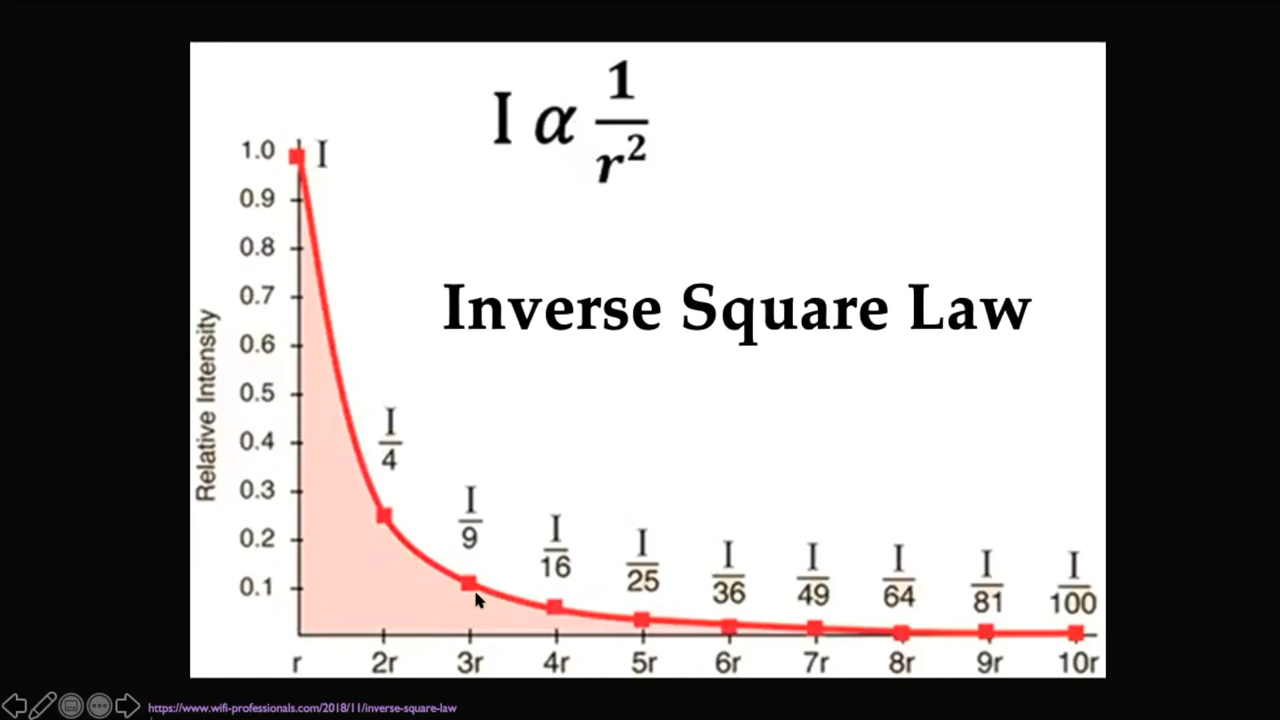 I α 1/r²
Inverse Square Law
Relative Intensity
1.0
0.9
0.8
0.7
0.6
0.5
0.4
0.3
0.2
0.1
I
I/4
I/9
I/16
I/25
I/36
I/49
I/64
I/81
I/100
r 2r 3r 4r 5r 6r 7r 8r 9r 10r
https://www.wifi-professionals.com/2018/11/inverse-square-law